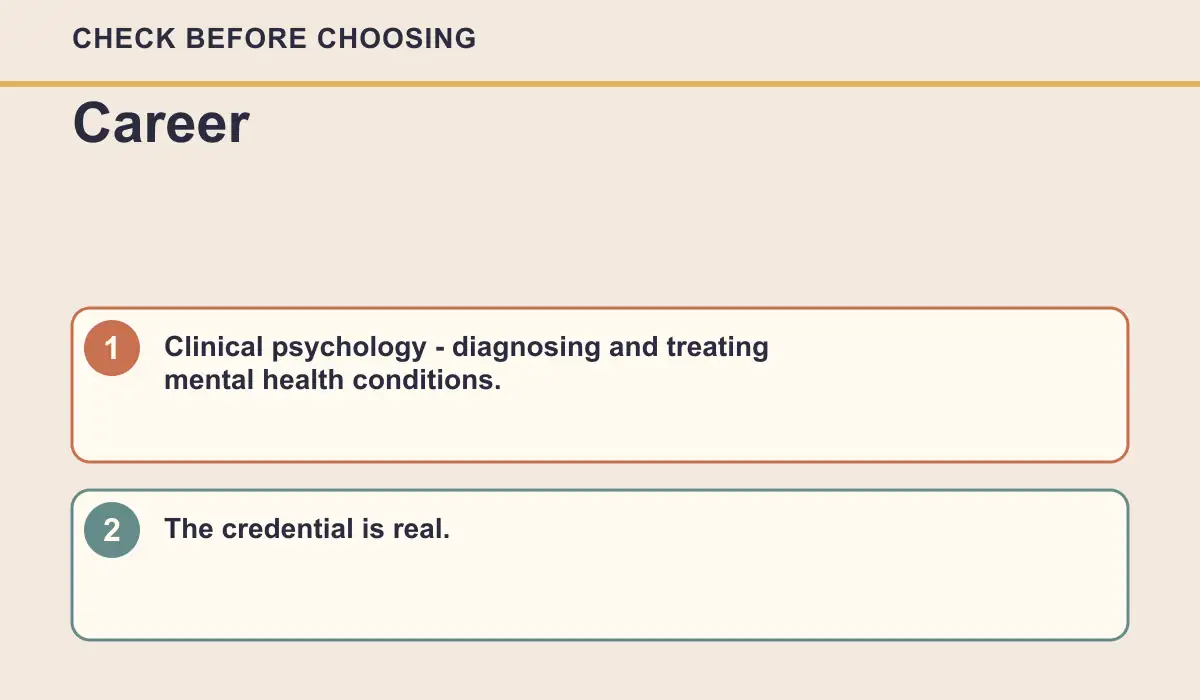 CHECK BEFORE CHOOSING
Career
1
Clinical psychology - diagnosing and treating
mental health conditions.
2
The credential is real.